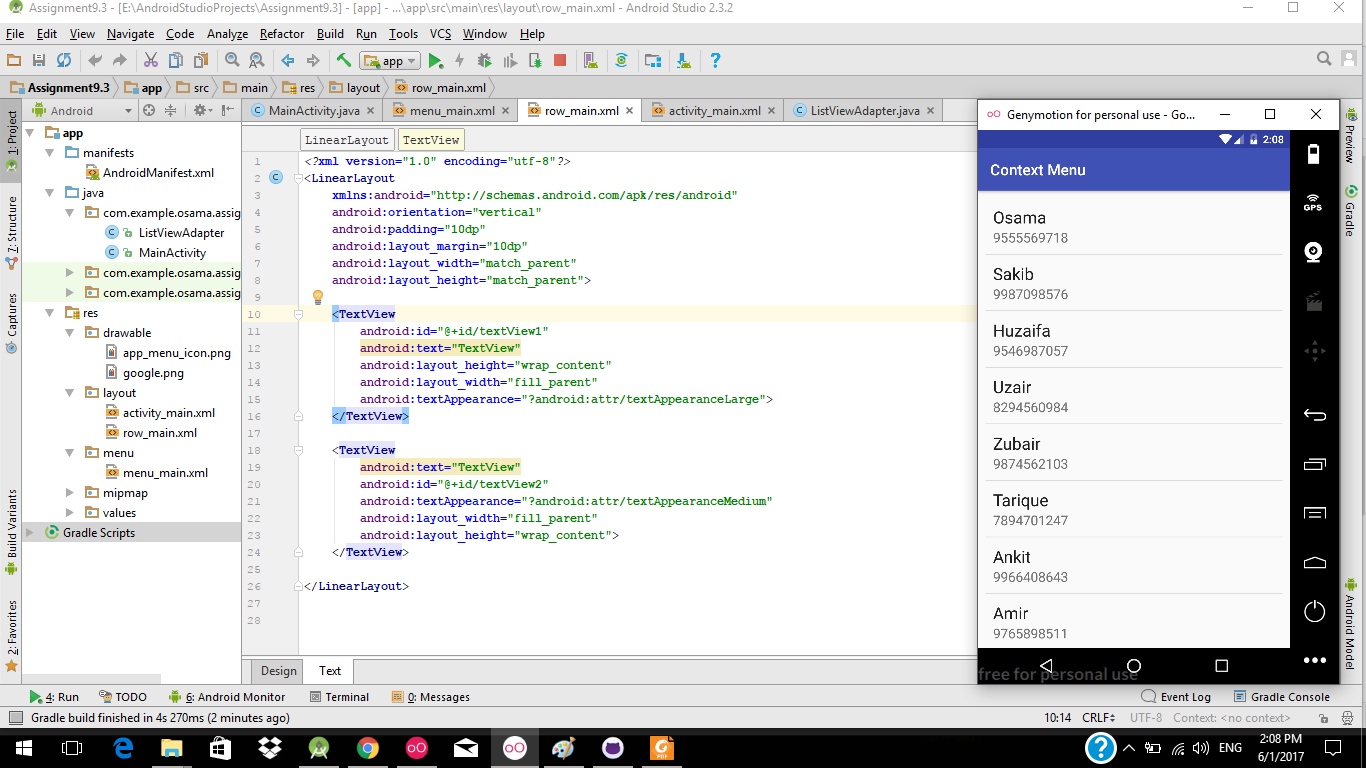 Assignment9.3 - [E:\AndroidStudioProjects\Assignment9.3] - [app] - ...\app\src\main\res\layout\row_main.xml - Android Studio 2.3.2
File Edit View Navigate Code Analyze Refactor Build Run Tools VCS Window Help
app
Assignment9.3 app src main res layout row_main.xml
Android
MainActivity.java menu_main.xml row_main.xml activity_main.xml ListViewAdapter.java
1: Project
7: Structure
Captures
Build Variants
2: Favorites
app
manifests
AndroidManifest.xml
java
com.example.osama.assig
ListViewAdapter
MainActivity
com.example.osama.assig
com.example.osama.assig
res
drawable
app_menu_icon.png
google.png
layout
activity_main.xml
row_main.xml
menu
menu_main.xml
mipmap
values
Gradle Scripts
LinearLayout TextView
1 <?xml version="1.0" encoding="utf-8"?>
2 <LinearLayout
3 xmlns:android="http://schemas.android.com/apk/res/android"
4 android:orientation="vertical"
5 android:padding="10dp"
6 android:layout_margin="10dp"
7 android:layout_width="match_parent"
8 android:layout_height="match_parent">
9
10 <TextView
11 android:id="@+id/textView1"
12 android:text="TextView"
13 android:layout_height="wrap_content"
14 android:layout_width="fill_parent"
15 android:textAppearance="?android:attr/textAppearanceLarge">
16 </TextView>
17
18 <TextView
19 android:text="TextView"
20 android:id="@+id/textView2"
21 android:textAppearance="?android:attr/textAppearanceMedium"
22 android:layout_width="fill_parent"
23 android:layout_height="wrap_content">
24 </TextView>
25
26 </LinearLayout>
27
28
Design Text
Genymotion for personal use - Go...
2:08
Context Menu
Osama
9555569718
Sakib
9987098576
Huzaifa
9546987057
Uzair
8294560984
Zubair
9874562103
Tarique
7894701247
Ankit
9966408643
Amir
9765898511
free for personal use
GPS
Preview
Gradle
Android Model
4: Run TODO 6: Android Monitor Terminal 0: Messages Event Log Gradle Console
Gradle build finished in 4s 270ms (2 minutes ago) 10:14 CRLF UTF-8 Context: <no context>
PDF
ENG
2:08 PM
6/1/2017